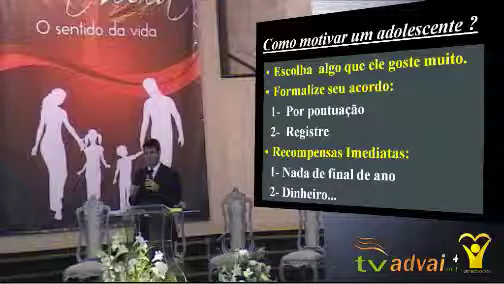 O sentido da vida
Como motivar um adolescente ?
• Escolha algo que ele goste muito.
• Formalize seu acordo:
1- Por pontuação
2- Registre
• Recompensas Imediatas:
1- Nada de final de ano
2- Dinheiro...
tv advai +